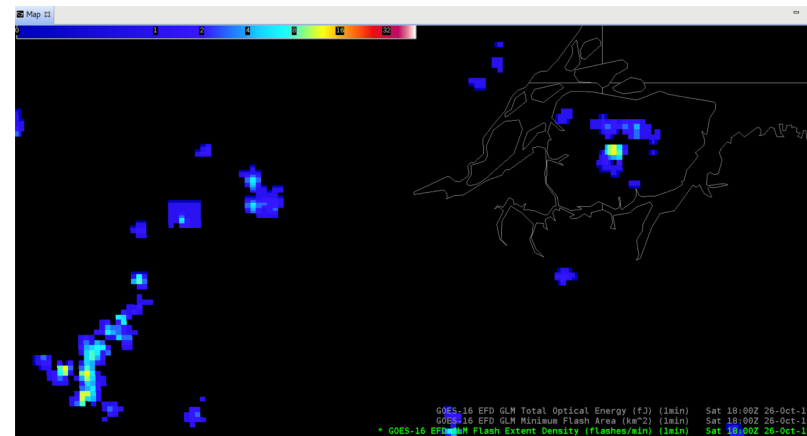 Map
0 1 2 4 8 16 32
GOES-16 EFD GLM Total Optical Energy (fJ) (1min) Sat 18:00Z 26-Oct-1
GOES-16 EFD GLM Minimum Flash Area (km^2) (1min) Sat 18:00Z 26-Oct-1
* GOES-16 EFD GLM Flash Extent Density (flashes/min) (1min) Sat 18:00Z 26-Oct-1